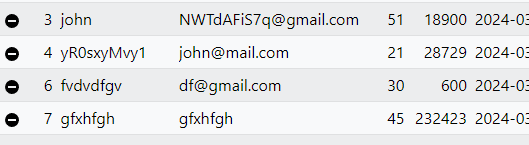 3 john NWTdAFiS7q@gmail.com 51 18900 2024-03
4 yR0sxyMvy1 john@mail.com 21 28729 2024-03
6 fvdvdfgv df@gmail.com 30 600 2024-03
7 gfxhfgh gfxhfgh 45 232423 2024-03